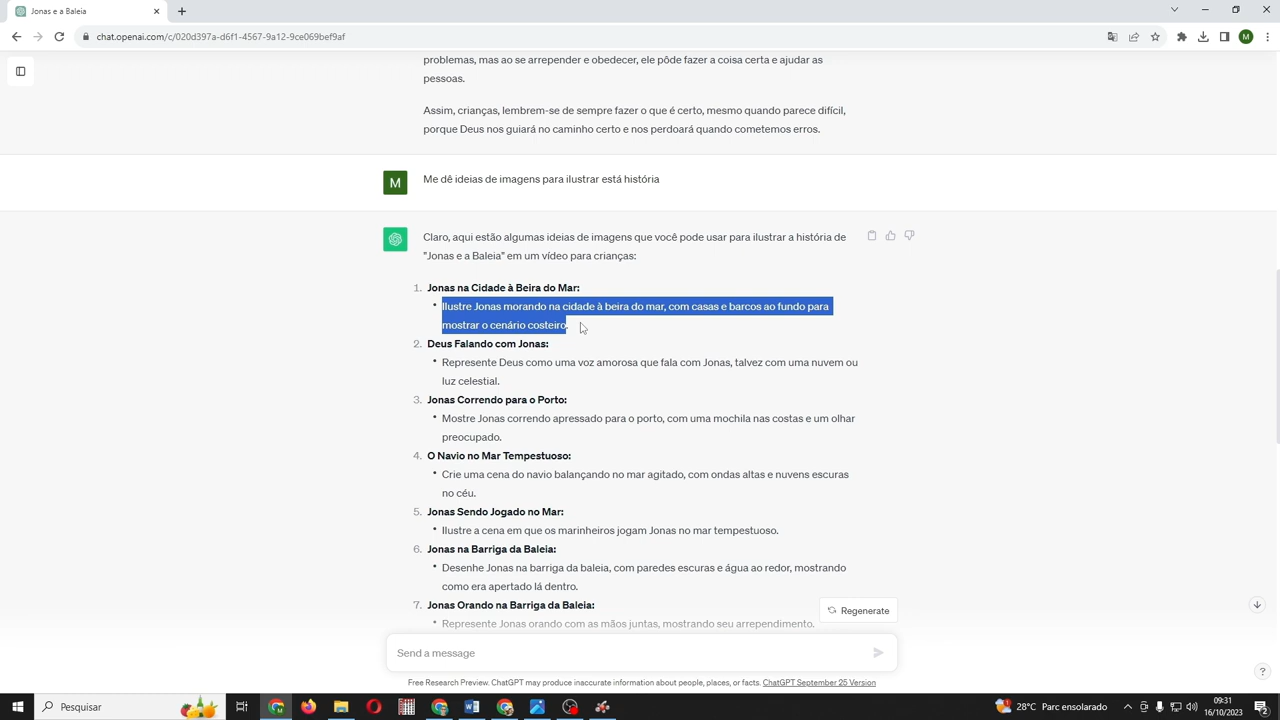 Jonas e a Baleia
chat.openai.com/c/020d397a-d6f1-4567-9a12-9ce069bef9af
M
problemas, mas ao se arrepender e obedecer, ele pôde fazer a coisa certa e ajudar as
pessoas.
Assim, crianças, lembrem-se de sempre fazer o que é certo, mesmo quando parece difícil,
porque Deus nos guiará no caminho certo e nos perdoará quando cometemos erros.
M
Me dê ideias de imagens para ilustrar está história
Claro, aqui estão algumas ideias de imagens que você pode usar para ilustrar a história de
"Jonas e a Baleia" em um vídeo para crianças:
1. Jonas na Cidade à Beira do Mar:
• Ilustre Jonas morando na cidade à beira do mar, com casas e barcos ao fundo para
mostrar o cenário costeiro.
2. Deus Falando com Jonas:
• Represente Deus como uma voz amorosa que fala com Jonas, talvez com uma nuvem ou
luz celestial.
3. Jonas Correndo para o Porto:
• Mostre Jonas correndo apressado para o porto, com uma mochila nas costas e um olhar
preocupado.
4. O Navio no Mar Tempestuoso:
• Crie uma cena do navio balançando no mar agitado, com ondas altas e nuvens escuras
no céu.
5. Jonas Sendo Jogado no Mar:
• Ilustre a cena em que os marinheiros jogam Jonas no mar tempestuoso.
6. Jonas na Barriga da Baleia:
• Desenhe Jonas na barriga da baleia, com paredes escuras e água ao redor, mostrando
como era apertado lá dentro.
7. Jonas Orando na Barriga da Baleia:
• Represente Jonas orando com as mãos juntas, mostrando seu arrependimento.
Regenerate
Send a message
Free Research Preview. ChatGPT may produce inaccurate information about people, places, or facts. ChatGPT September 25 Version
?
Pesquisar
28°C Parc ensolarado
09:31
16/10/2023